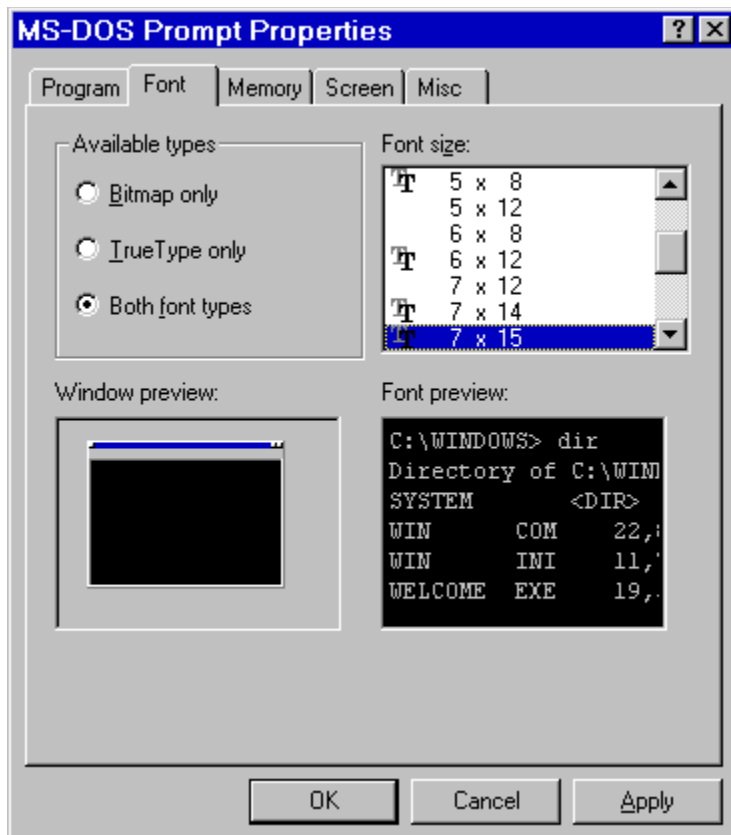 MS-DOS Prompt Properties
Program Font Memory Screen Misc
Available types
Bitmap only
TrueType only
Both font types
Font size:
5 x 8
5 x 12
6 x 8
6 x 12
7 x 12
7 x 14
7 x 15
Window preview:
Font preview:
C:\WINDOWS> dir
Directory of C:\WIN
SYSTEM <DIR>
WIN COM 22,
WIN INI 11,
WELCOME EXE 19,
OK Cancel Apply